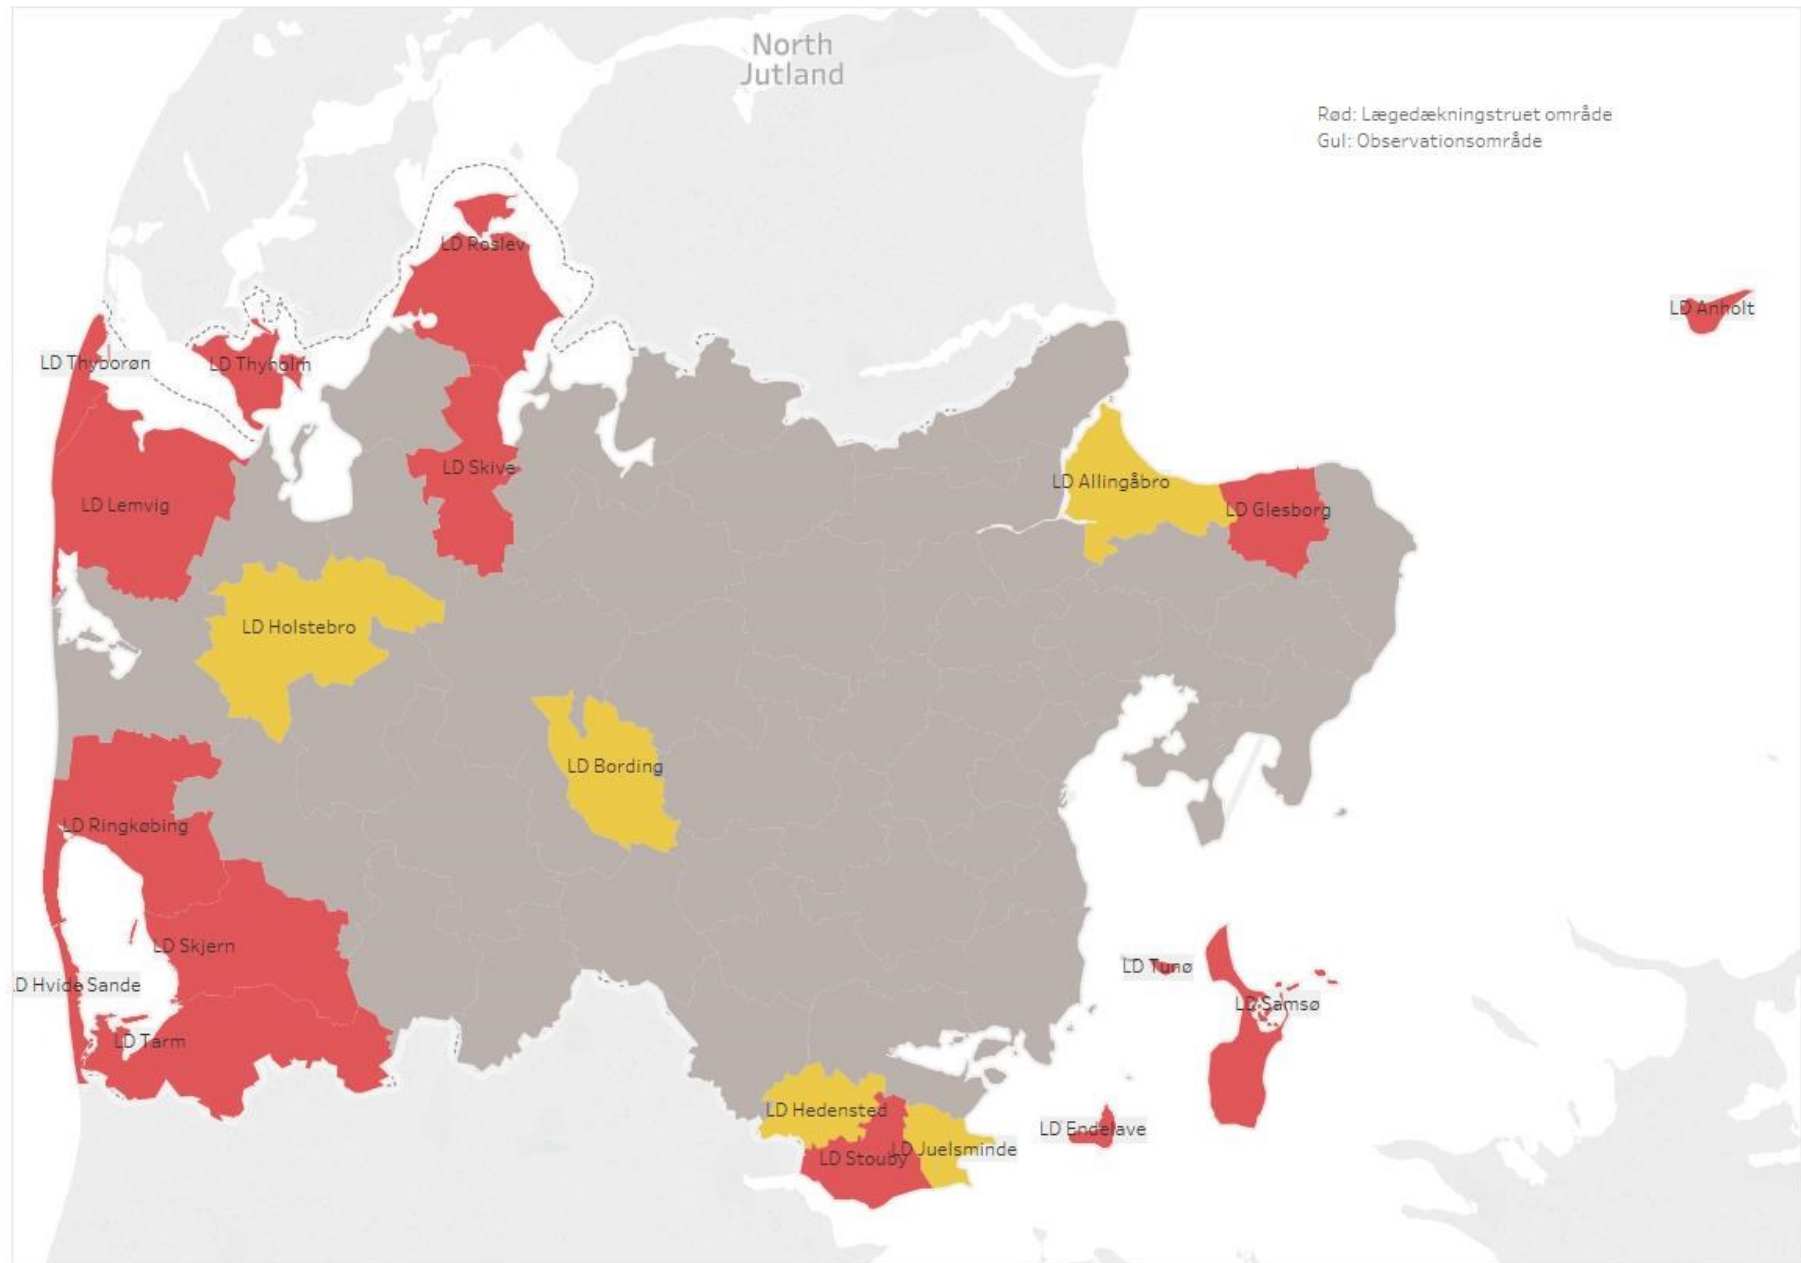 North
Jutland
Rød: Lægedækningstruet område
Gul: Observationsområde
LD Roslev
LD Anholt
LD Thyborøn
LD Thyholm
LD Skive
LD Allingåbro
LD Lemvig
LD Glesborg
LD Holstebro
LD Bording
LD Ringkøbing
LD Skjern
LD Tunø
D Hvide Sande
LD Samsø
LD Tarm
LD Hedensted
LD Endelave
LD Juelsminde
LD Stouby